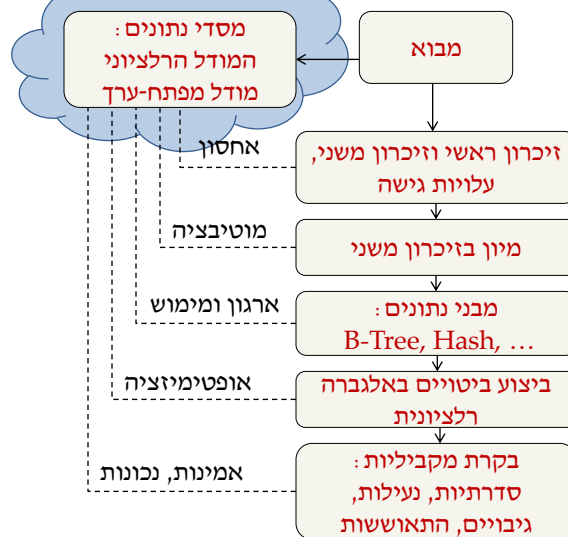 מבוא
מסדי נתונים:
המודל הרלציוני
מודל מפתח-ערך
זיכרון ראשי וזיכרון משני,
עלויות גישה
אחסון
מיון בזיכרון משני
מוטיבציה
מבני נתונים:
B-Tree, Hash, …
ארגון ומימוש
ביצוע ביטויים באלגברה
רלציונית
אופטימיזציה
בקרת מקביליות:
סדרתיות, נעילות,
גיבויים, התאוששות
אמינות, נכונות